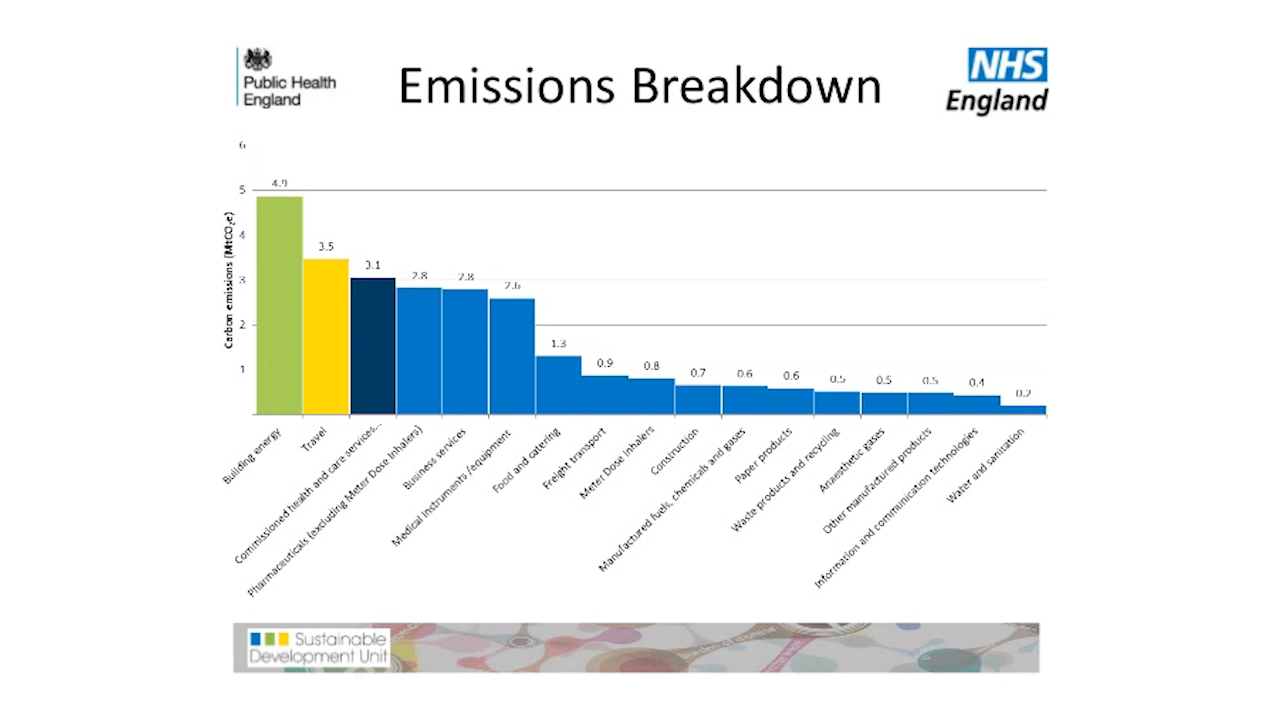 Public Health
England
Emissions Breakdown
NHS
England
Carbon emissions (MtCO₂e)
6
5
4
3
2
1
4.9
3.5
3.1
2.8
2.8
2.6
1.3
0.9
0.8
0.7
0.6
0.6
0.5
0.5
0.5
0.4
0.2
Building energy
Travel
Commissioned health and care services...
Pharmaceuticals (excluding Meter Dose Inhalers)
Business services
Medical Instruments /equipment
Food and catering
Freight transport
Meter Dose Inhalers
Construction
Manufactured fuels, chemicals and gases
Paper products
Waste products and recycling
Anaesthetic gases
Other manufactured products
Information and communication technologies
Water and sanitation
Sustainable
Development Unit